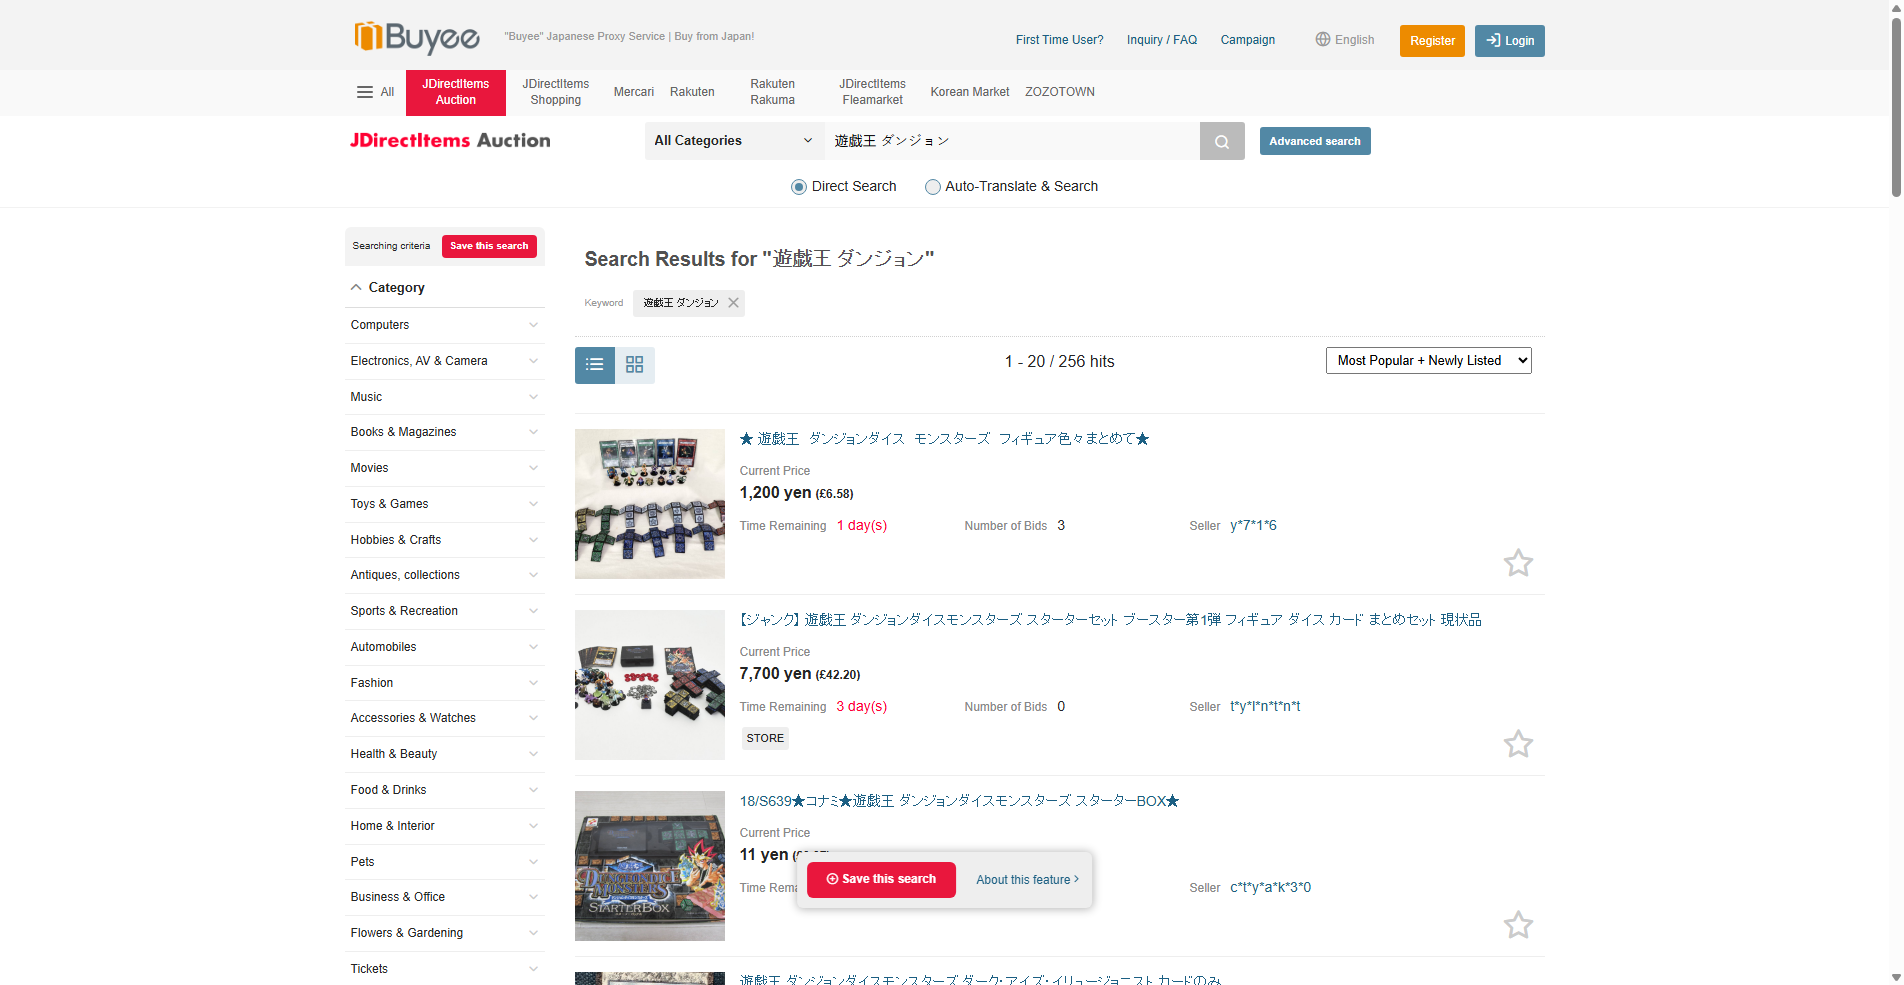 Buyee
"Buyee" Japanese Proxy Service | Buy from Japan!
First Time User?
Inquiry / FAQ
Campaign
English
Register
Login
All
JDirectItems
Auction
JDirectItems
Shopping
Mercari
Rakuten
Rakuten
Rakuma
JDirectItems
Fleamarket
Korean Market
ZOZOTOWN
JDirectItems Auction
All Categories
遊戯王 ダンジョン
Advanced search
Direct Search
Auto-Translate & Search
Searching criteria
Save this search
Category
Computers
Electronics, AV & Camera
Music
Books & Magazines
Movies
Toys & Games
Hobbies & Crafts
Antiques, collections
Sports & Recreation
Automobiles
Fashion
Accessories & Watches
Health & Beauty
Food & Drinks
Home & Interior
Pets
Business & Office
Flowers & Gardening
Tickets
Search Results for "遊戯王 ダンジョン"
Keyword
遊戯王 ダンジョン
1 - 20 / 256 hits
Most Popular + Newly Listed
★ 遊戯王　ダンジョンダイス　モンスターズ　フィギュア色々まとめて★
Current Price
1,200 yen (£6.58)
Time Remaining 1 day(s)
Number of Bids 3
Seller y*7*1*6
【ジャンク】 遊戯王 ダンジョンダイスモンスターズ スターターセット ブースター第1弾 フィギュア ダイス カード まとめセット 現状品
Current Price
7,700 yen (£42.20)
Time Remaining 3 day(s)
Number of Bids 0
Seller t*y*l*n*t*n*t
STORE
DUNGEON DICE
MONSTERS
STARTER BOX
18/S639★コナミ★遊戯王 ダンジョンダイスモンスターズ スターターBOX★
Current Price
11 yen
Time Rema
Seller c*t*y*a*k*3*0
Save this search
About this feature
遊戯王 ダンジョンダイスモンスターズ ダーク・アイズ・イリュージョニスト カードのみ